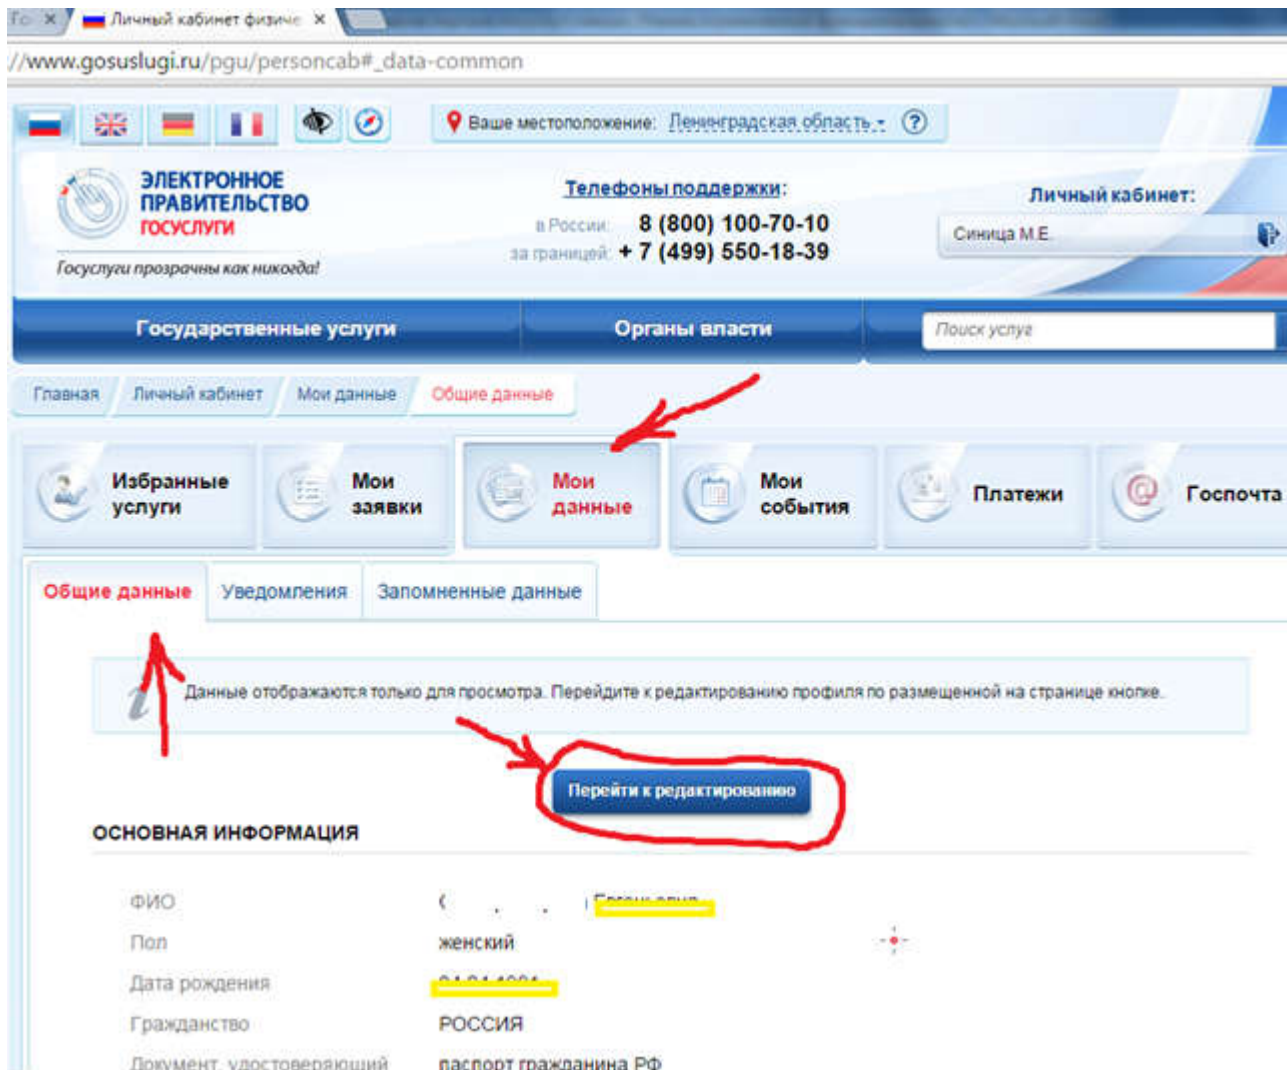 Личный кабинет физиче
//www.gosuslugi.ru/pgu/personcab#_data-common
Ваше местоположение: Ленинградская область
ЭЛЕКТРОННОЕ
ПРАВИТЕЛЬСТВО
ГОСУСЛУГИ
Госуслуги прозрачны как никогда!
Телефоны поддержки:
в России: 8 (800) 100-70-10
за границей: + 7 (499) 550-18-39
Личный кабинет:
Синица М.Е.
Государственные услуги
Органы власти
Поиск услуг
Главная
Личный кабинет
Мои данные
Общие данные
Избранные
услуги
Мои
заявки
Мои
данные
Мои
события
Платежи
Госпочта
Общие данные
Уведомления
Запомненные данные
Данные отображаются только для просмотра. Перейдите к редактированию профиля по размещенной на странице кнопке.
Перейти к редактированию
ОСНОВНАЯ ИНФОРМАЦИЯ
ФИО
Пол женский
Дата рождения
Гражданство РОССИЯ
Документ, удостоверяющий паспорт гражданина РФ